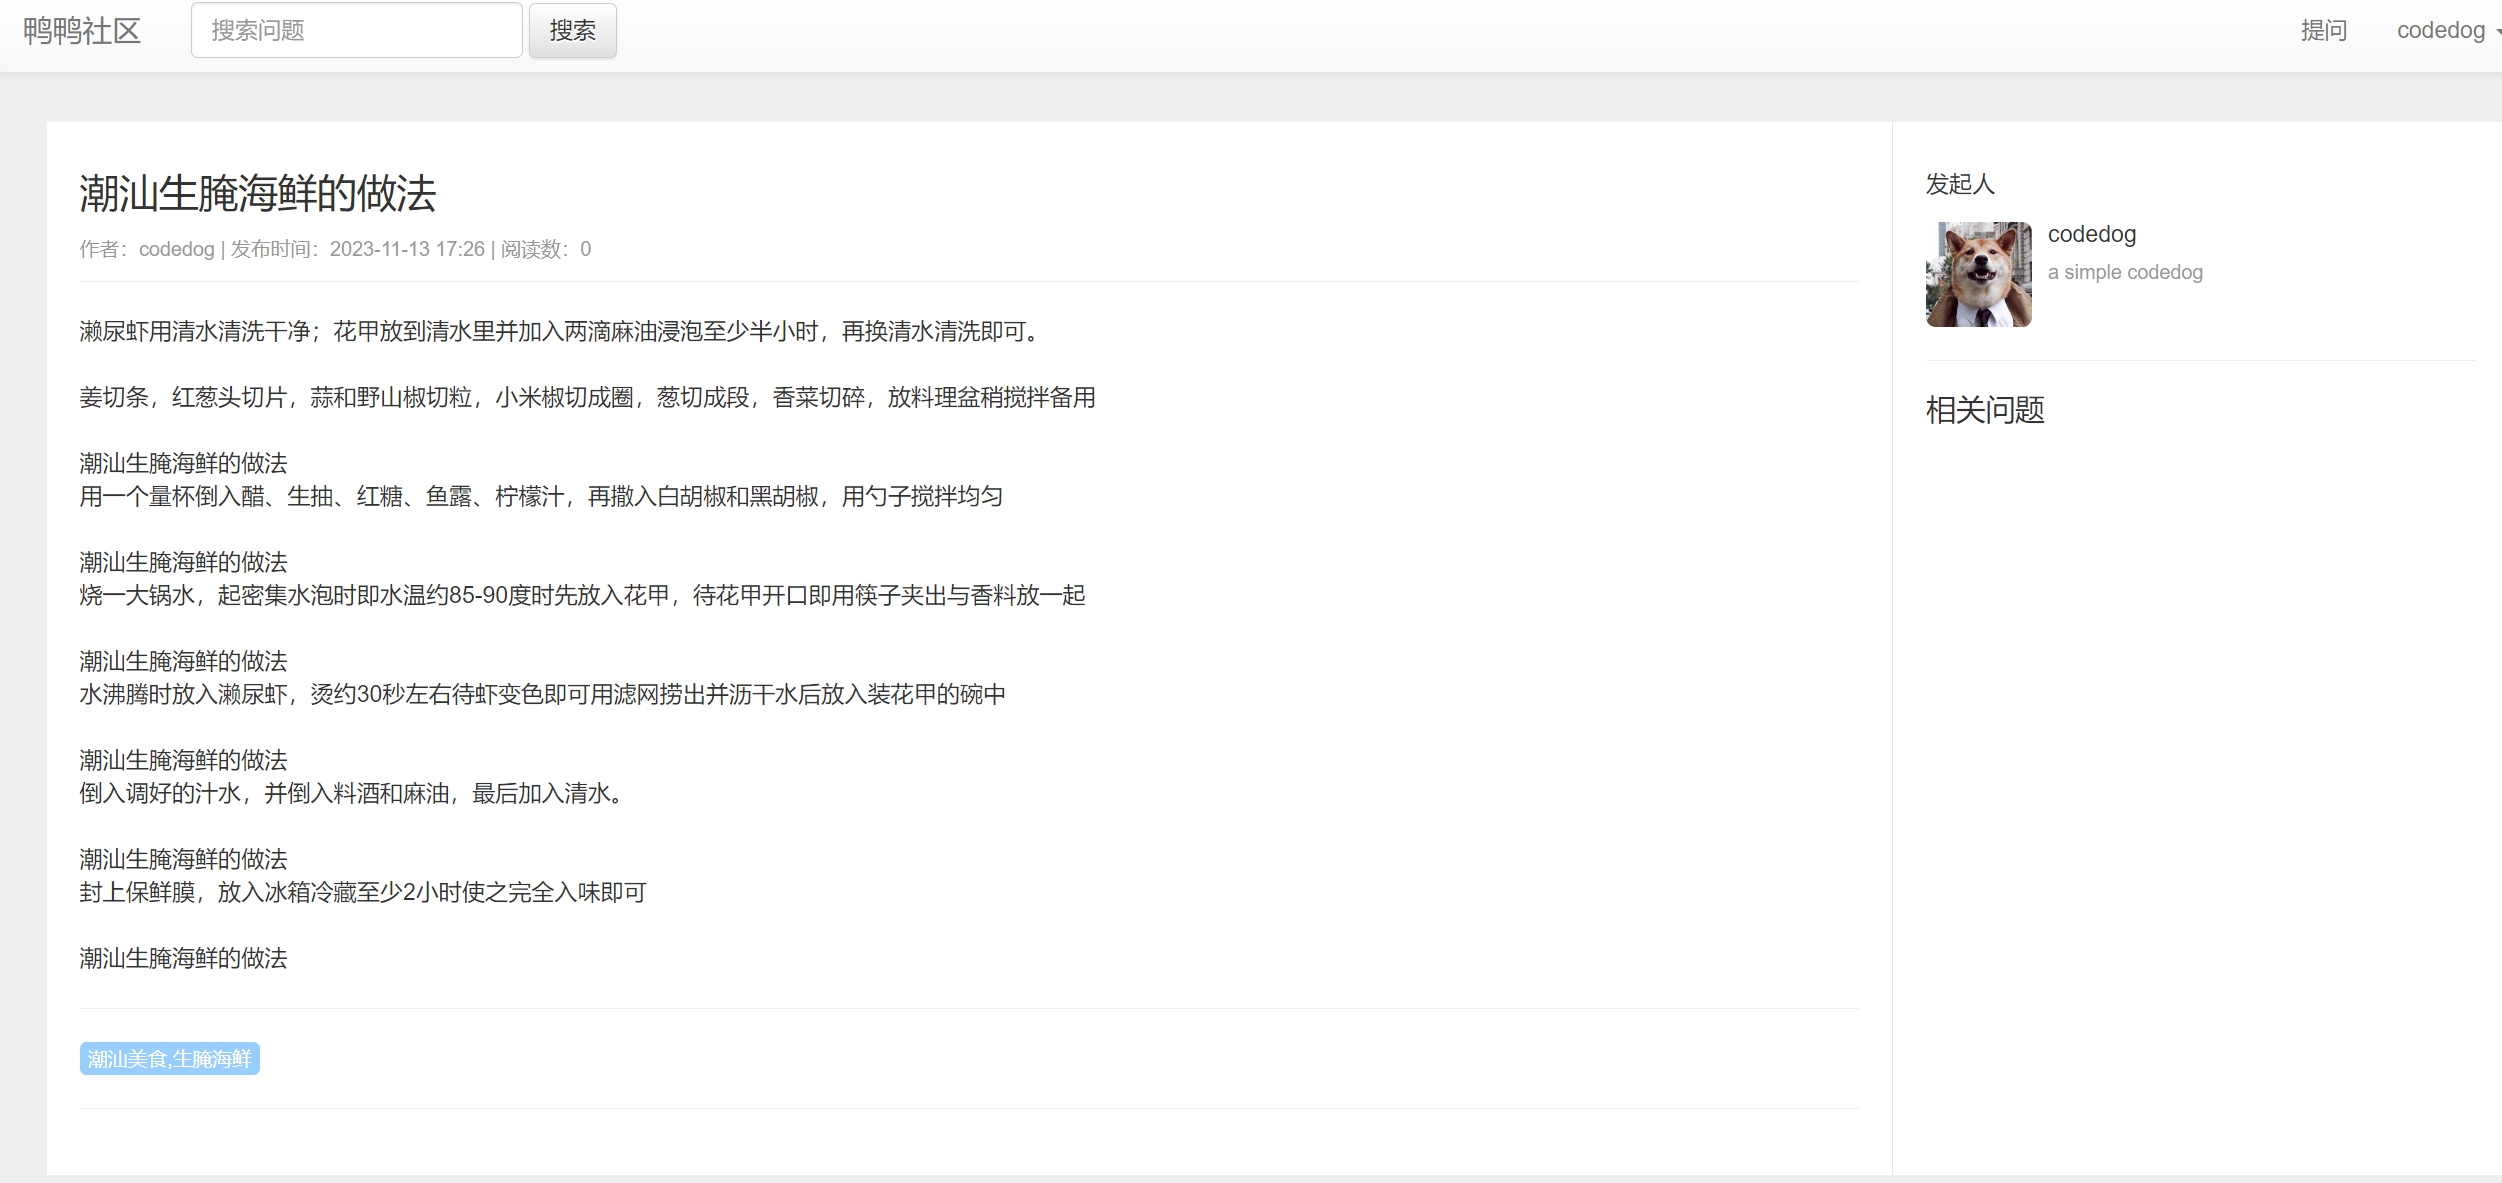 鸭鸭社区 搜索问题 搜索 提问 codedog
潮汕生腌海鲜的做法
作者：codedog | 发布时间：2023-11-13 17:26 | 阅读数：0
濑尿虾用清水清洗干净；花甲放到清水里并加入两滴麻油浸泡至少半小时，再换清水清洗即可。
姜切条，红葱头切片，蒜和野山椒切粒，小米椒切成圈，葱切成段，香菜切碎，放料理盆稍搅拌备用
潮汕生腌海鲜的做法
用一个量杯倒入醋、生抽、红糖、鱼露、柠檬汁，再撒入白胡椒和黑胡椒，用勺子搅拌均匀
潮汕生腌海鲜的做法
烧一大锅水，起密集水泡时即水温约85-90度时先放入花甲，待花甲开口即用筷子夹出与香料放一起
潮汕生腌海鲜的做法
水沸腾时放入濑尿虾，烫约30秒左右待虾变色即可用滤网捞出并沥干水后放入装花甲的碗中
潮汕生腌海鲜的做法
倒入调好的汁水，并倒入料酒和麻油，最后加入清水。
潮汕生腌海鲜的做法
封上保鲜膜，放入冰箱冷藏至少2小时使之完全入味即可
潮汕生腌海鲜的做法
潮汕美食,生腌海鲜
发起人
codedog
a simple codedog
相关问题